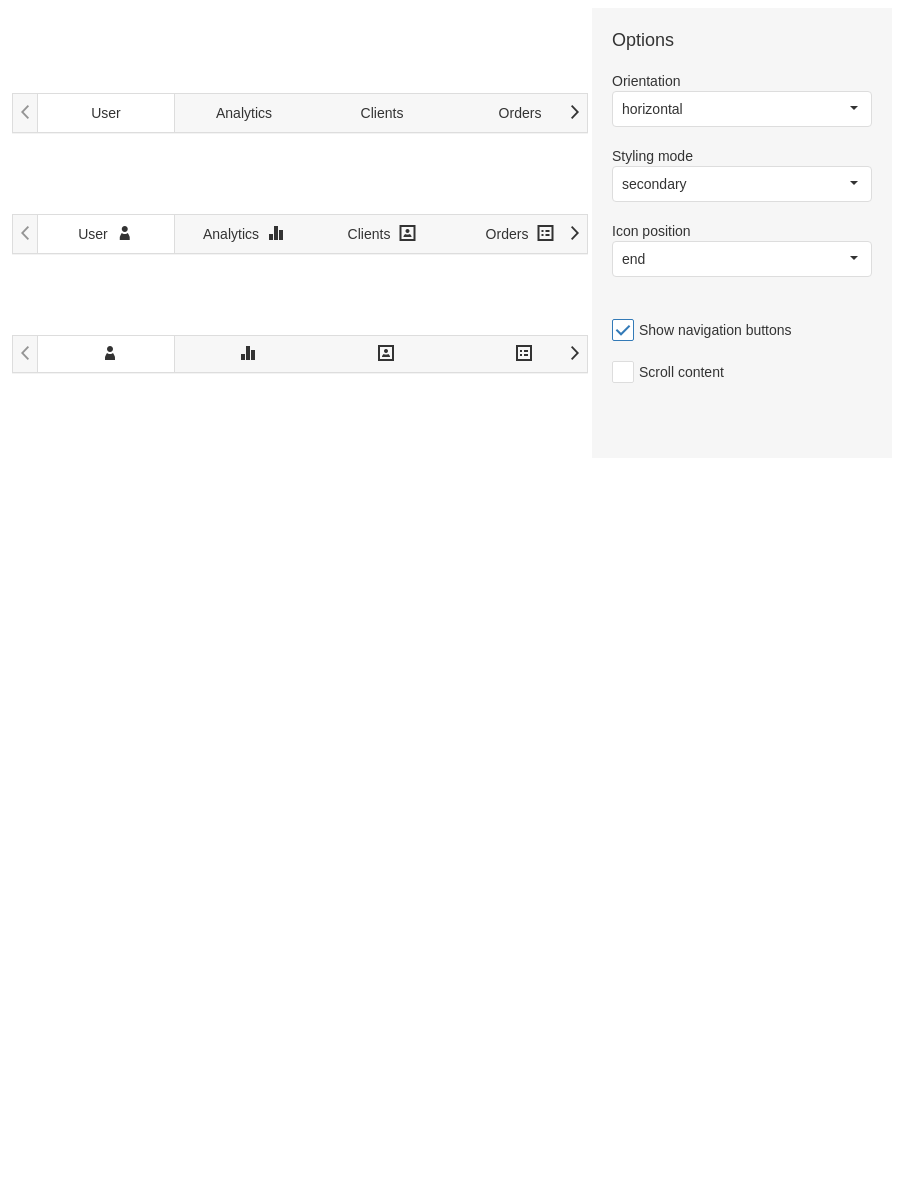 User Analytics Clients Orders
User Analytics Clients Orders
Options
Orientation
horizontal
Styling mode
secondary
Icon position
end
Show navigation buttons
Scroll content